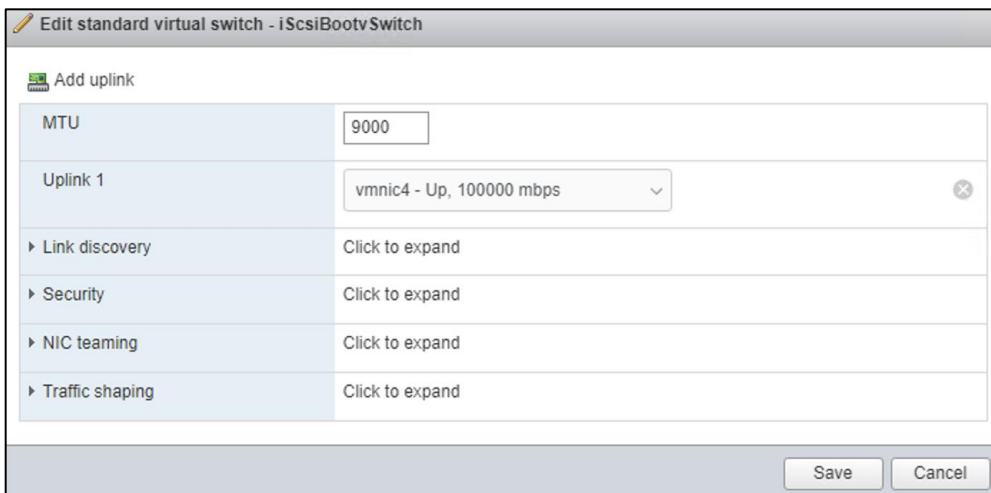 Edit standard virtual switch - iScsiBootvSwitch
Add uplink
MTU 9000
Uplink 1 vmnic4 - Up, 100000 mbps
Link discovery Click to expand
Security Click to expand
NIC teaming Click to expand
Traffic shaping Click to expand
Save Cancel